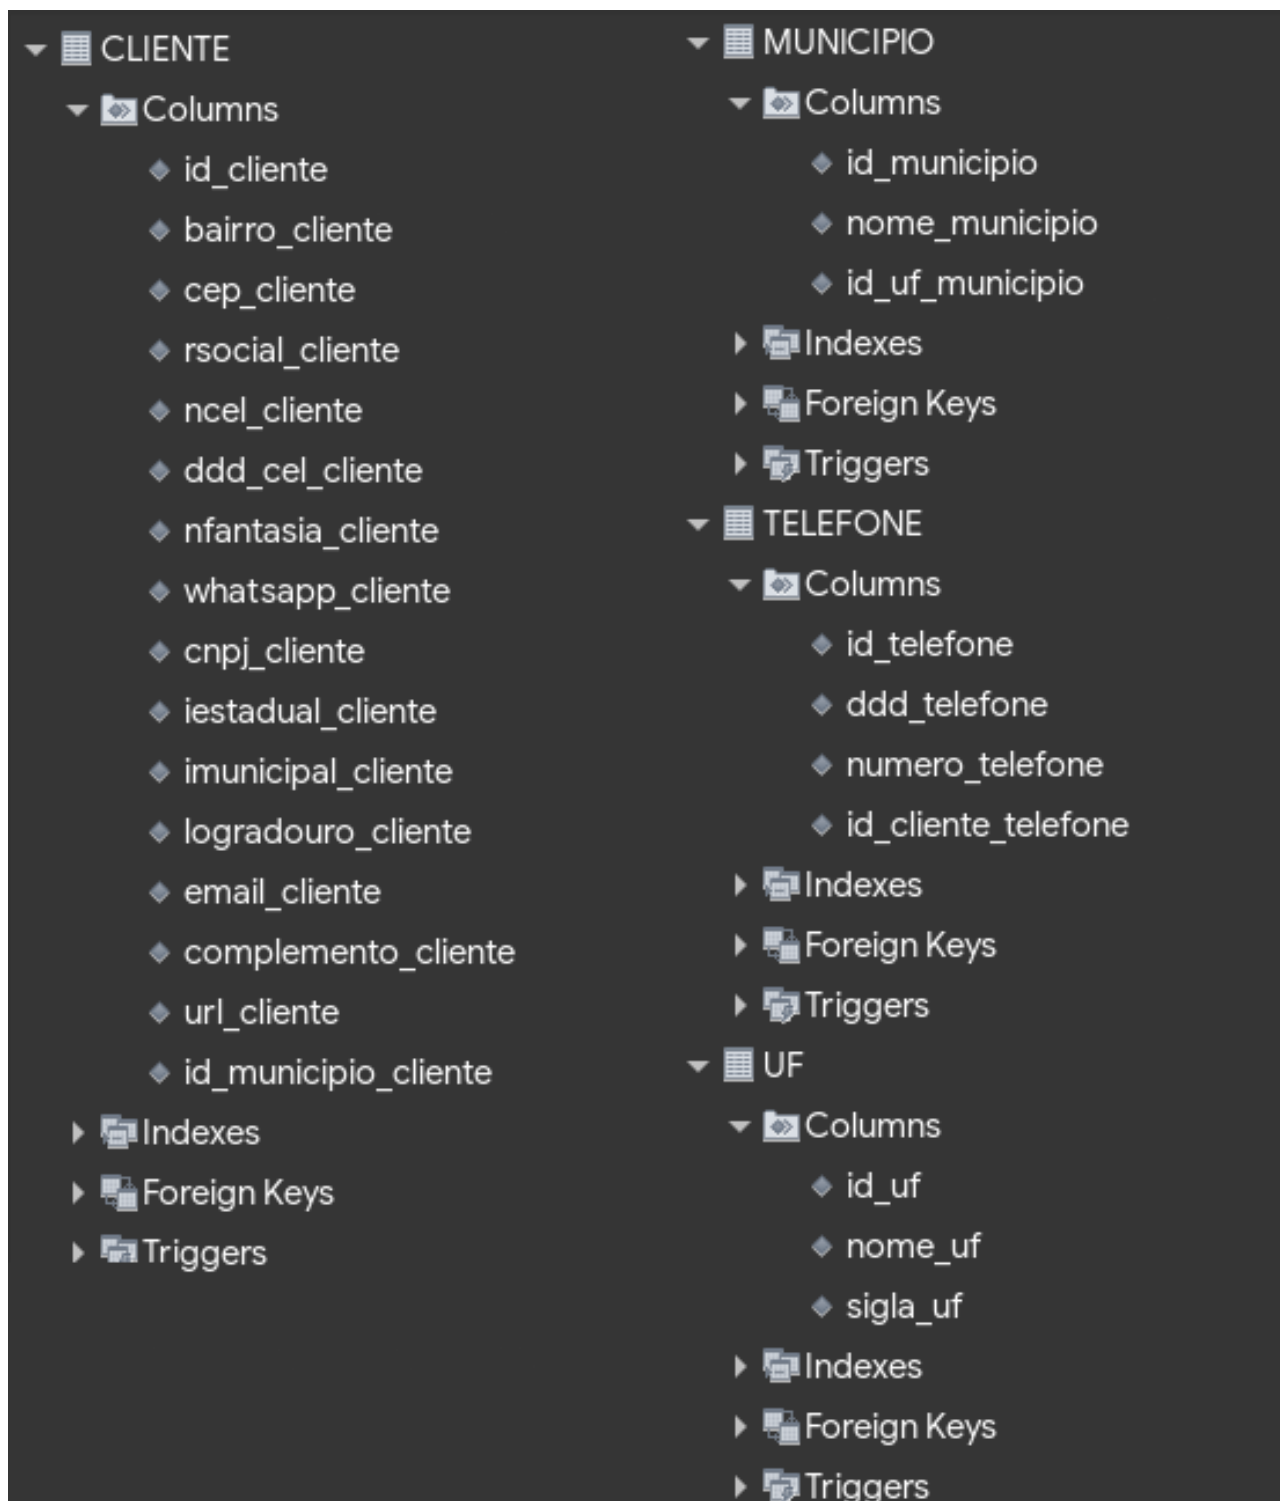 CLIENTE
Columns
id_cliente
bairro_cliente
cep_cliente
rsocial_cliente
ncel_cliente
ddd_cel_cliente
nfantasia_cliente
whatsapp_cliente
cnpj_cliente
iestadual_cliente
imunicipal_cliente
logradouro_cliente
email_cliente
complemento_cliente
url_cliente
id_municipio_cliente
Indexes
Foreign Keys
Triggers
MUNICIPIO
Columns
id_municipio
nome_municipio
id_uf_municipio
Indexes
Foreign Keys
Triggers
TELEFONE
Columns
id_telefone
ddd_telefone
numero_telefone
id_cliente_telefone
Indexes
Foreign Keys
Triggers
UF
Columns
id_uf
nome_uf
sigla_uf
Indexes
Foreign Keys
Triggers